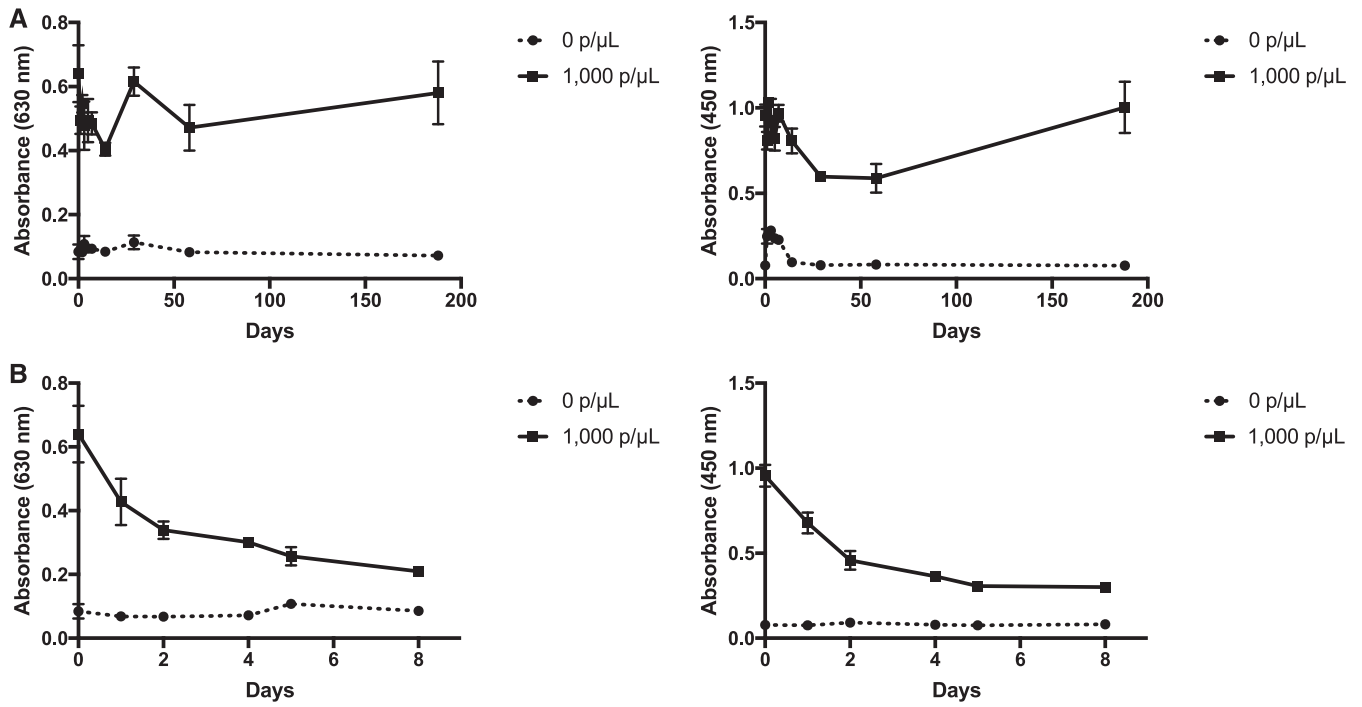 A
Absorbance (630 nm)
0.8
0.6
0.4
0.2
0.0
0 50 100 150 200
Days
0 p/µL
1,000 p/µL
Absorbance (450 nm)
1.5
1.0
0.5
0.0
0 50 100 150 200
Days
0 p/µL
1,000 p/µL
B
Absorbance (630 nm)
0.8
0.6
0.4
0.2
0.0
0 2 4 6 8
Days
0 p/µL
1,000 p/µL
Absorbance (450 nm)
1.5
1.0
0.5
0.0
0 2 4 6 8
Days
0 p/µL
1,000 p/µL